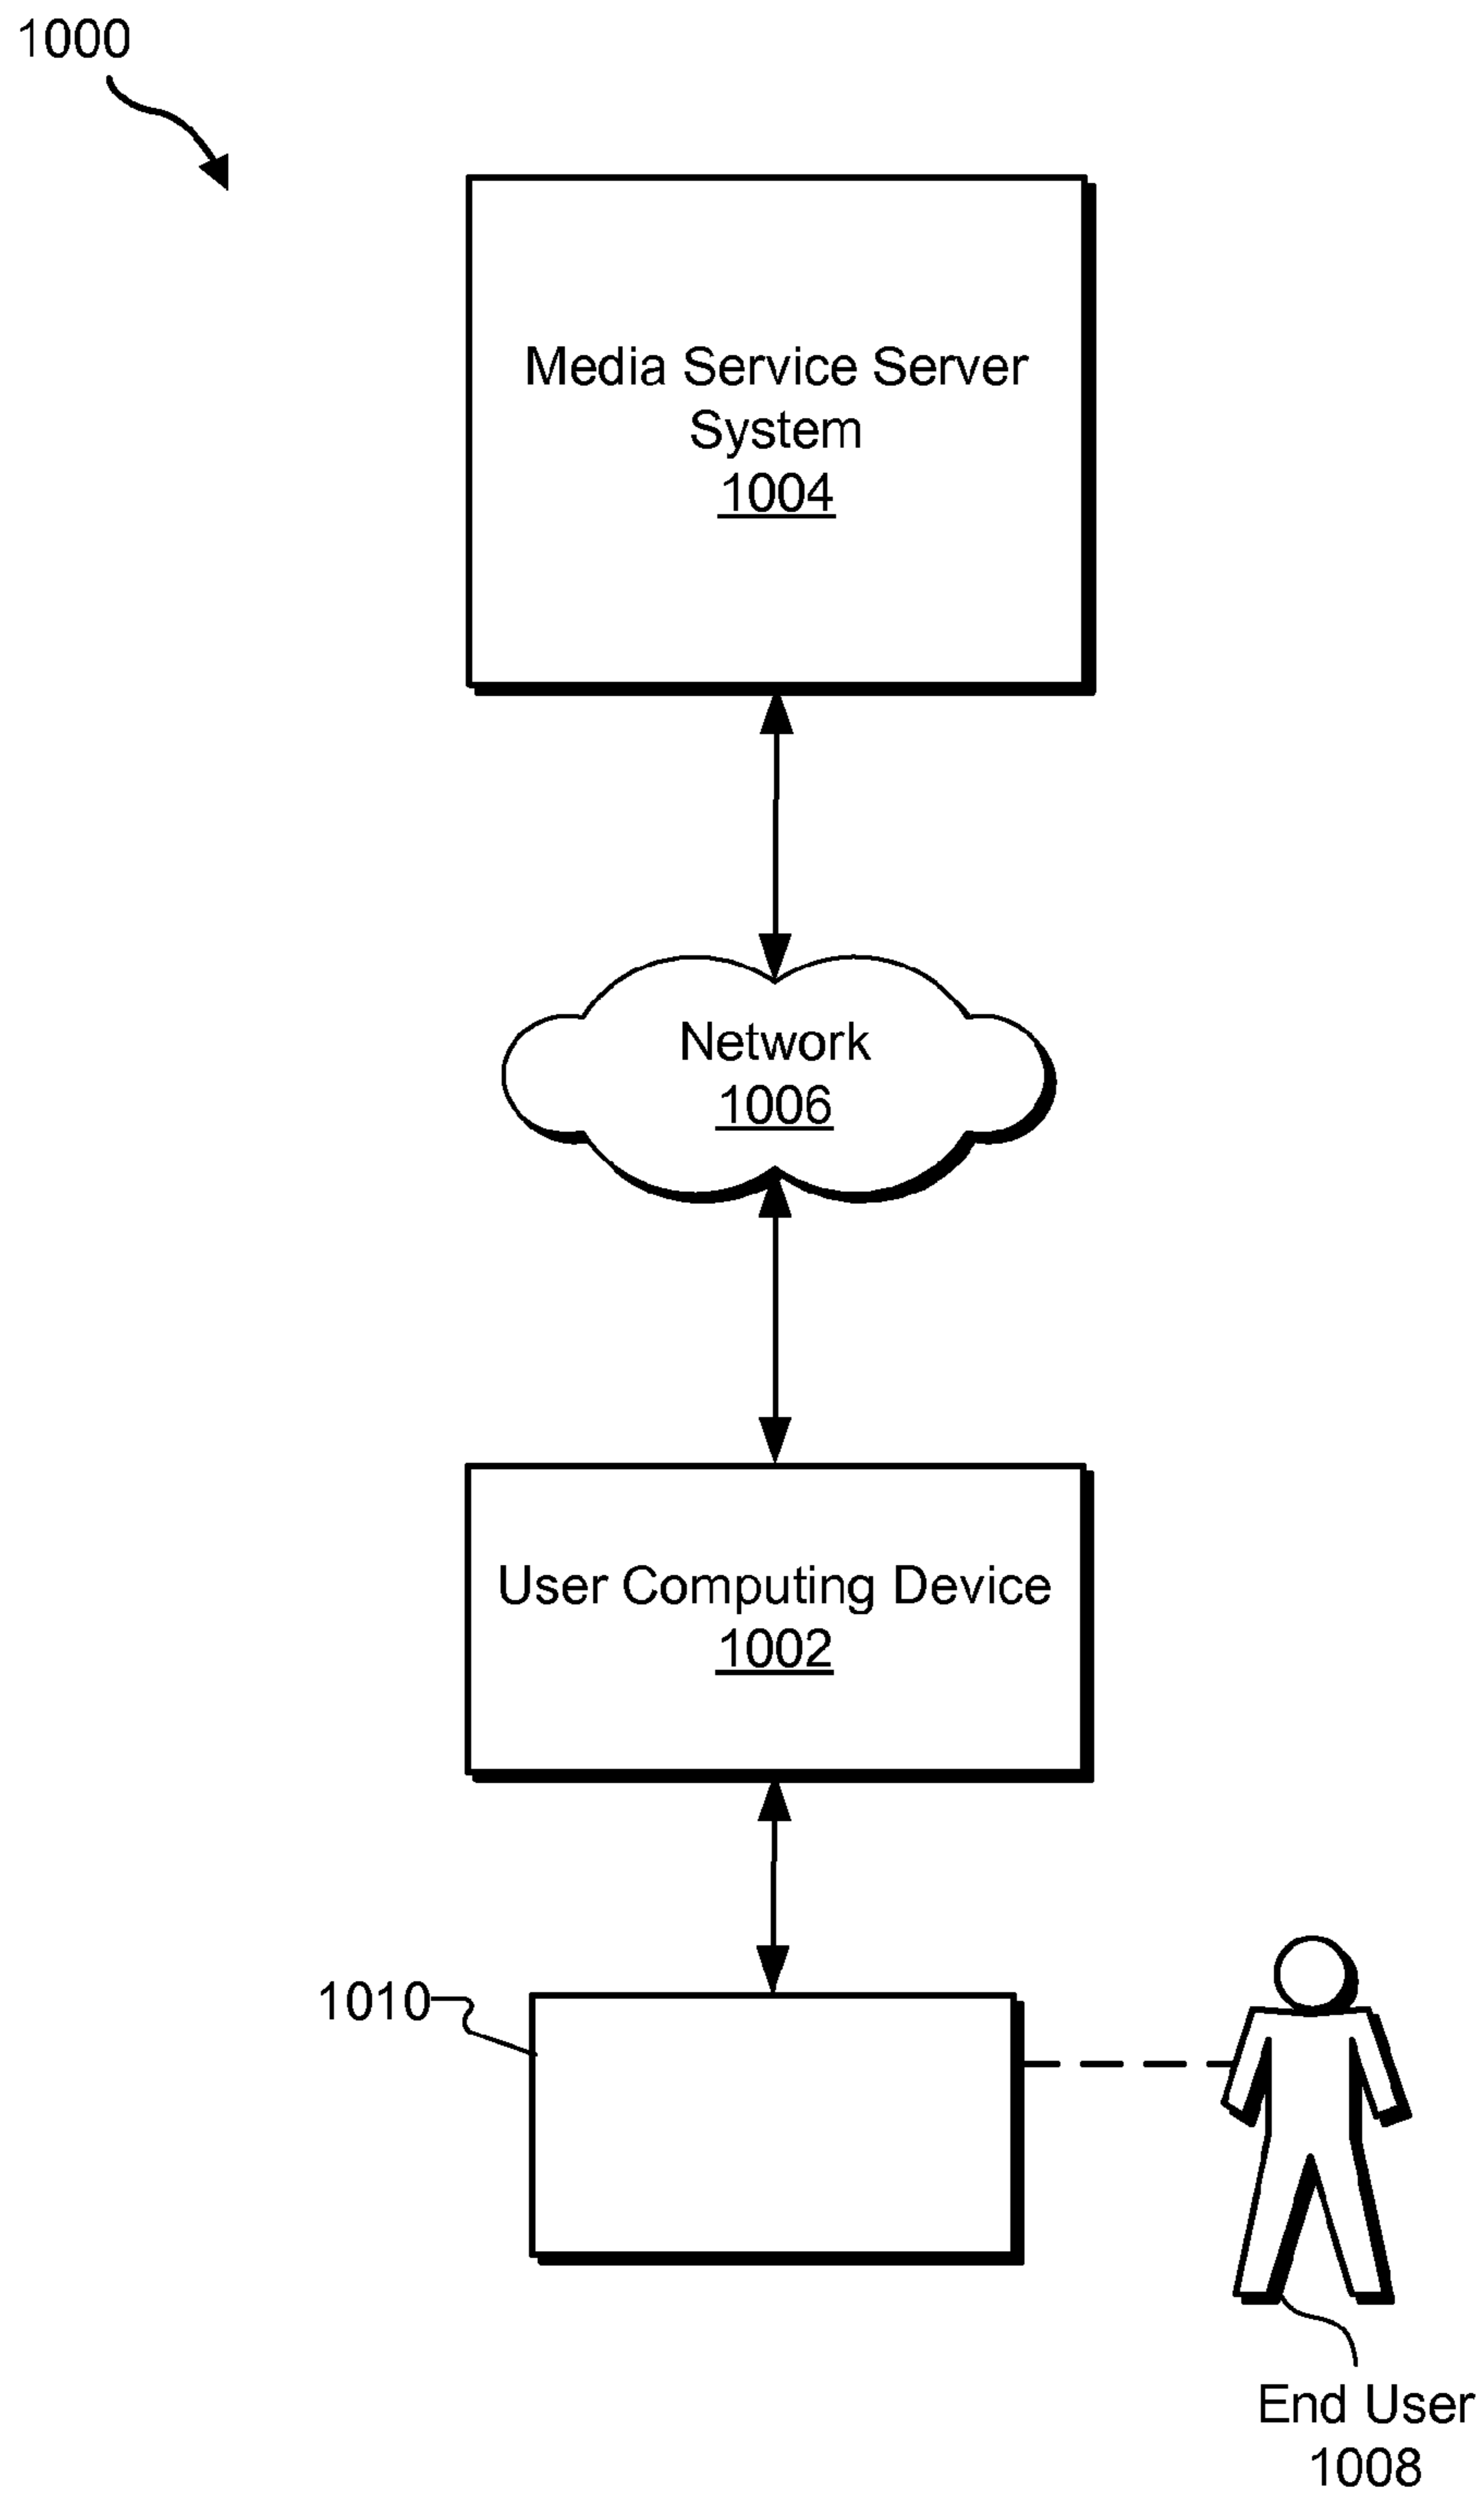 1000
Media Service Server
System
1004
Network
1006
User Computing Device
1002
1010
End User
1008